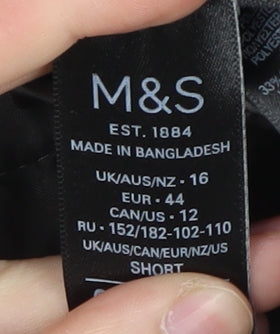 M&S
EST. 1884
MADE IN BANGLADESH
UK/AUS/NZ • 16
EUR • 44
CAN/US • 12
RU • 152/182-102-110
UK/AUS/CAN/EUR/NZ/US
SHORT